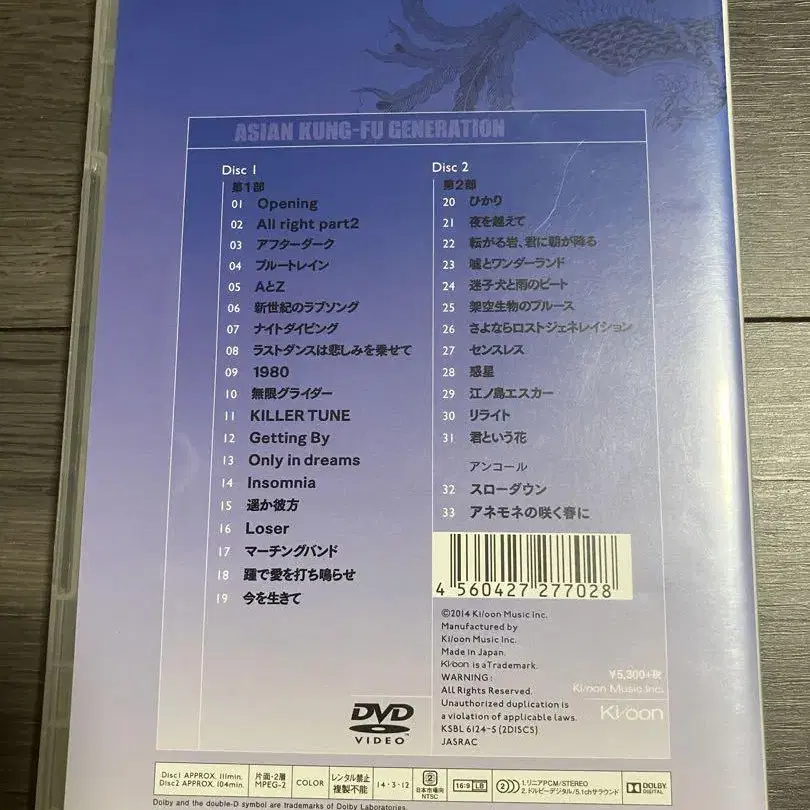 ASIAN KUNG-FU GENERATION
Disc 1
第1部
01 Opening
02 All right part2
03 アフターダーク
04 ブルートレイン
05 AとZ
06 新世紀のラブソング
07 ナイトダイビング
08 ラストダンスは悲しみを乗せて
09 1980
10 無限グライダー
11 KILLER TUNE
12 Getting By
13 Only in dreams
14 Insomnia
15 遥か彼方
16 Loser
17 マーチングバンド
18 踵で愛を打ち鳴らせ
19 今を生きて
Disc 2
第2部
20 ひかり
21 夜を越えて
22 転がる岩、君に朝が降る
23 嘘とワンダーランド
24 迷子犬と雨のビート
25 架空生物のブルース
26 さよならロストジェネレイション
27 センスレス
28 惑星
29 江ノ島エスカー
30 リライト
31 君という花
アンコール
32 スローダウン
33 アネモネの咲く春に
4 560427 277028
©2014 Ki/oon Music Inc.
Manufactured by
Ki/oon Music Inc.
Made in Japan.
Ki/oon is a Trademark.
WARNING:
All Rights Reserved.
Unauthorized duplication is
a violation of applicable laws.
KSBL 6124-5 (2DISCS)
JASRAC
¥5,300+税
Ki/oon Music Inc.
Ki/oon
DVD
VIDEO
Disc1 APPROX. 111min.
Disc2 APPROX. 104min.
片面・2層
MPEG-2
COLOR
レンタル禁止
複製不能
14・3・12
2
日本市場向
NTSC
16:9 LB
2
1.リニアPCM/STEREO
2.ドルビーデジタル/5.1chサラウンド
DOLBY
DIGITAL
Dolby and the double-D symbol are trademarks of Dolby Laboratories.